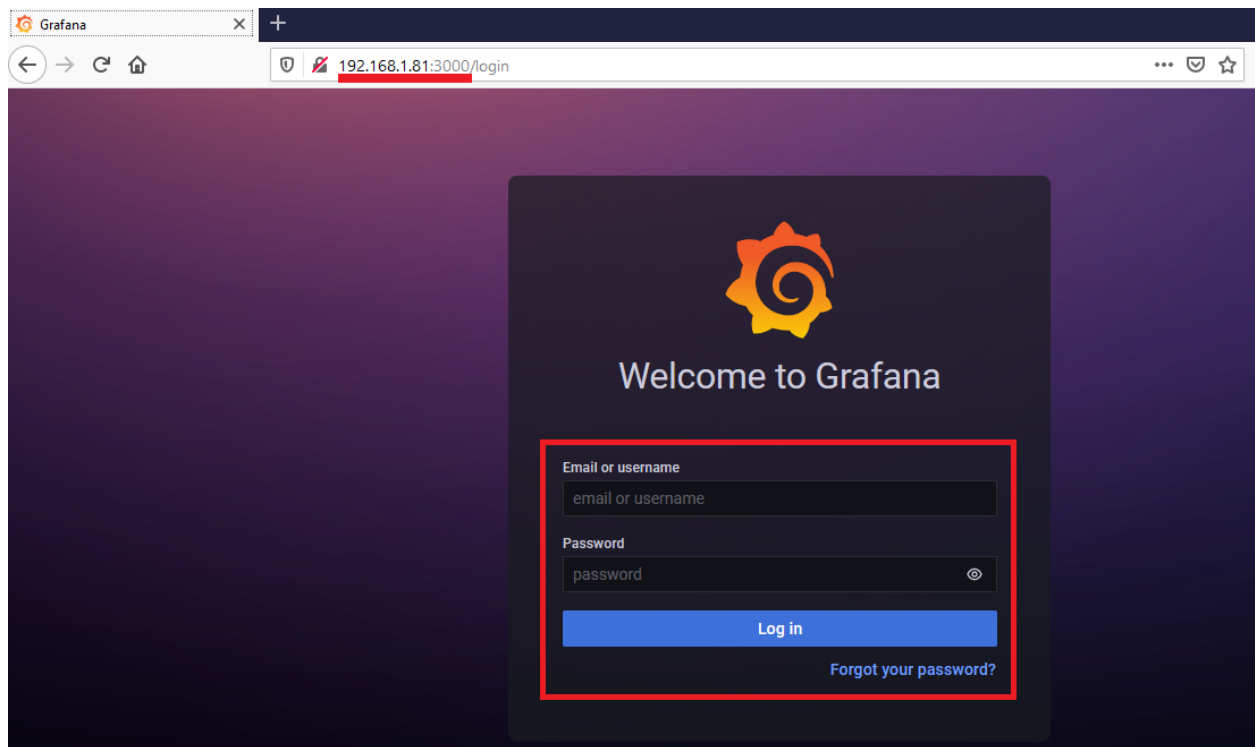 Grafana
192.168.1.81:3000/login
Welcome to Grafana
Email or username
email or username
Password
password
Log in
Forgot your password?